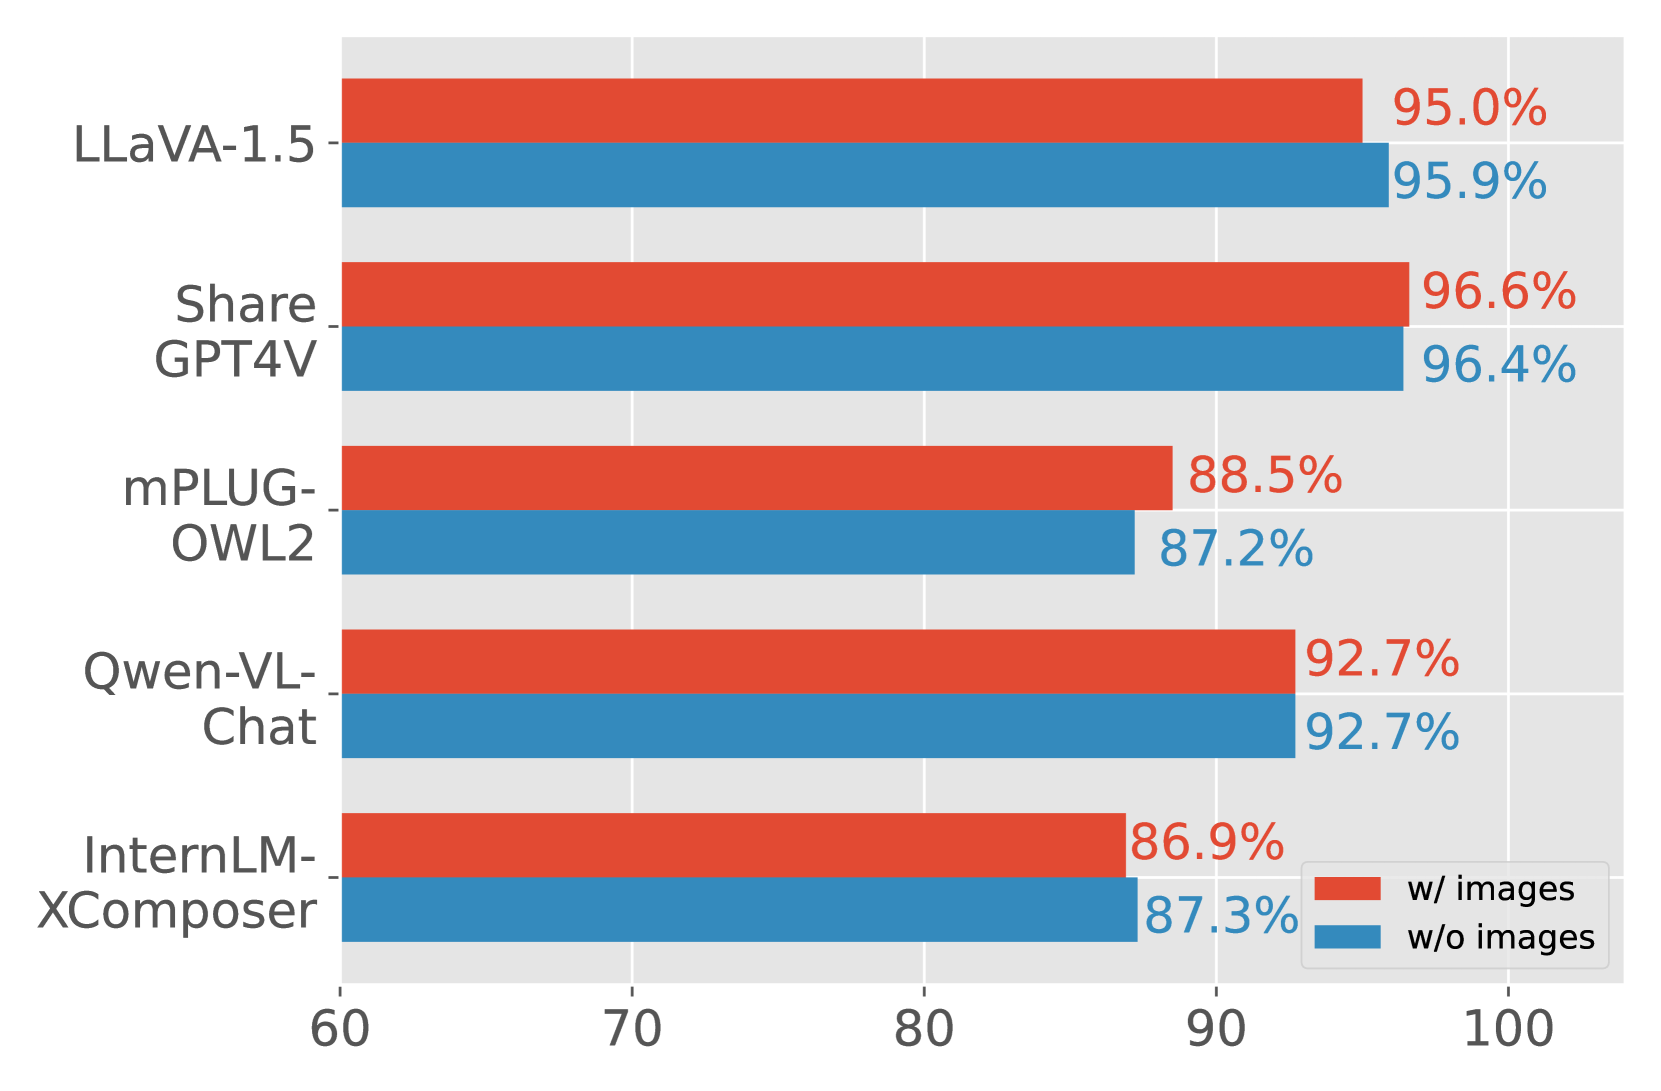 LLaVA-1.5
95.0%
95.9%
Share
GPT4V
96.6%
96.4%
mPLUG-
OWL2
88.5%
87.2%
Qwen-VL-
Chat
92.7%
92.7%
InternLM-
XComposer
86.9%
87.3%
w/ images
w/o images
60 70 80 90 100